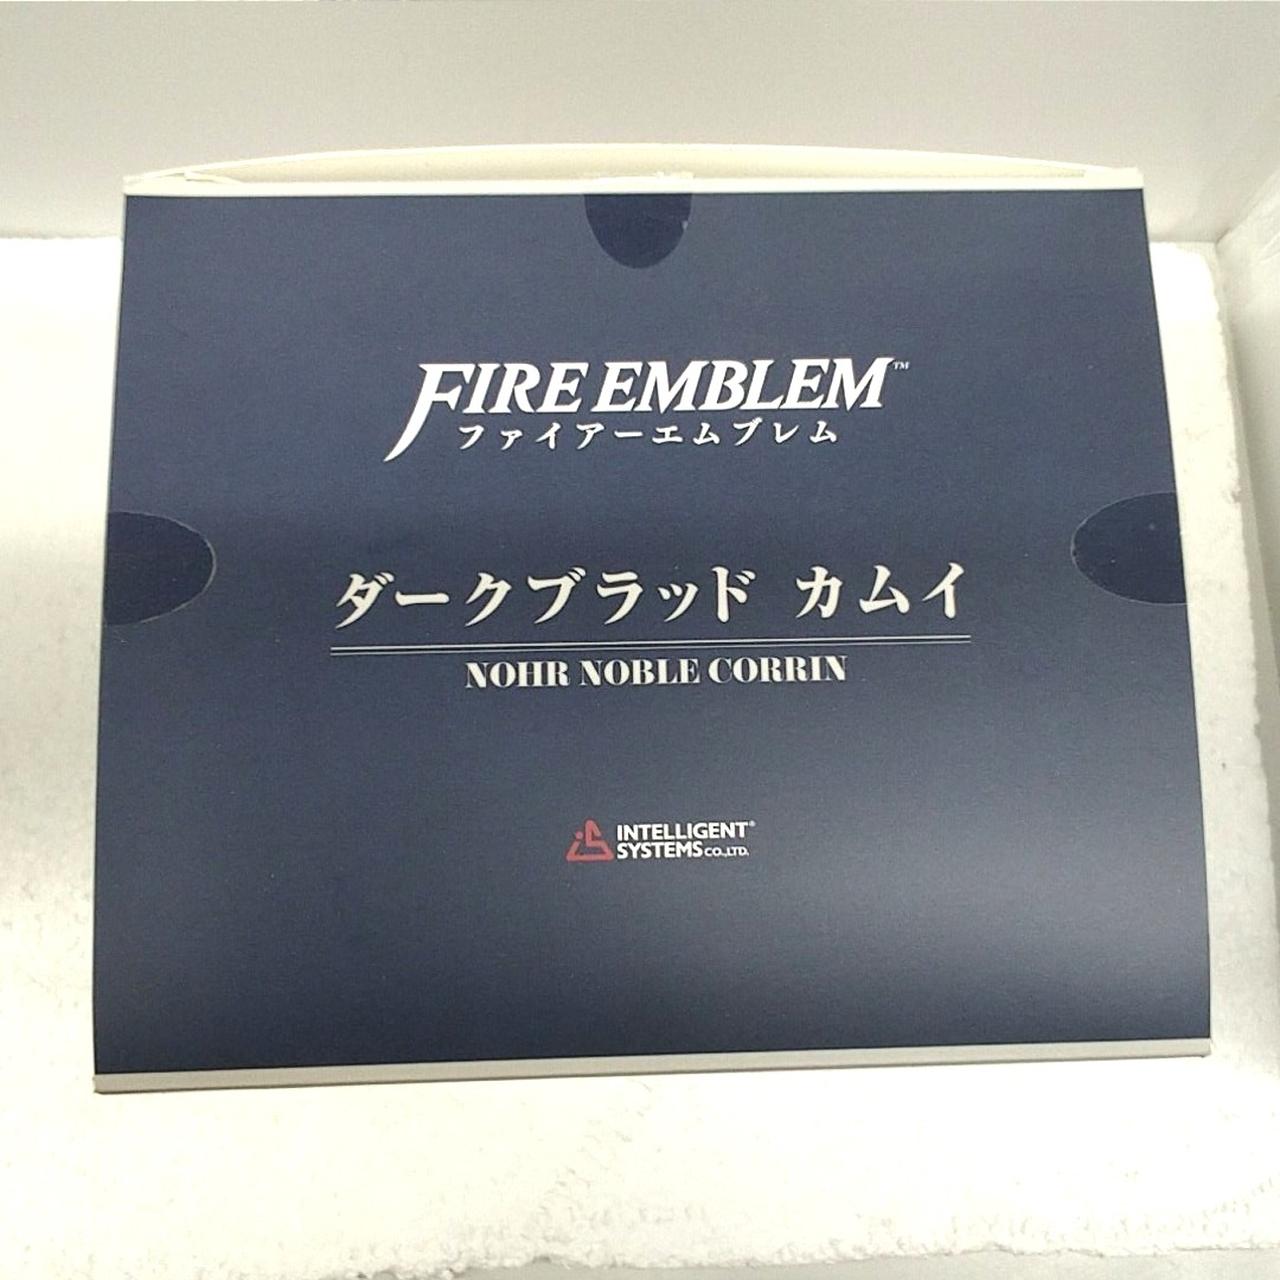 FIRE EMBLEM™
ファイアーエムブレム
ダークブラッド カムイ
NOHR NOBLE CORRIN
INTELLIGENT®
SYSTEMS CO.,LTD.